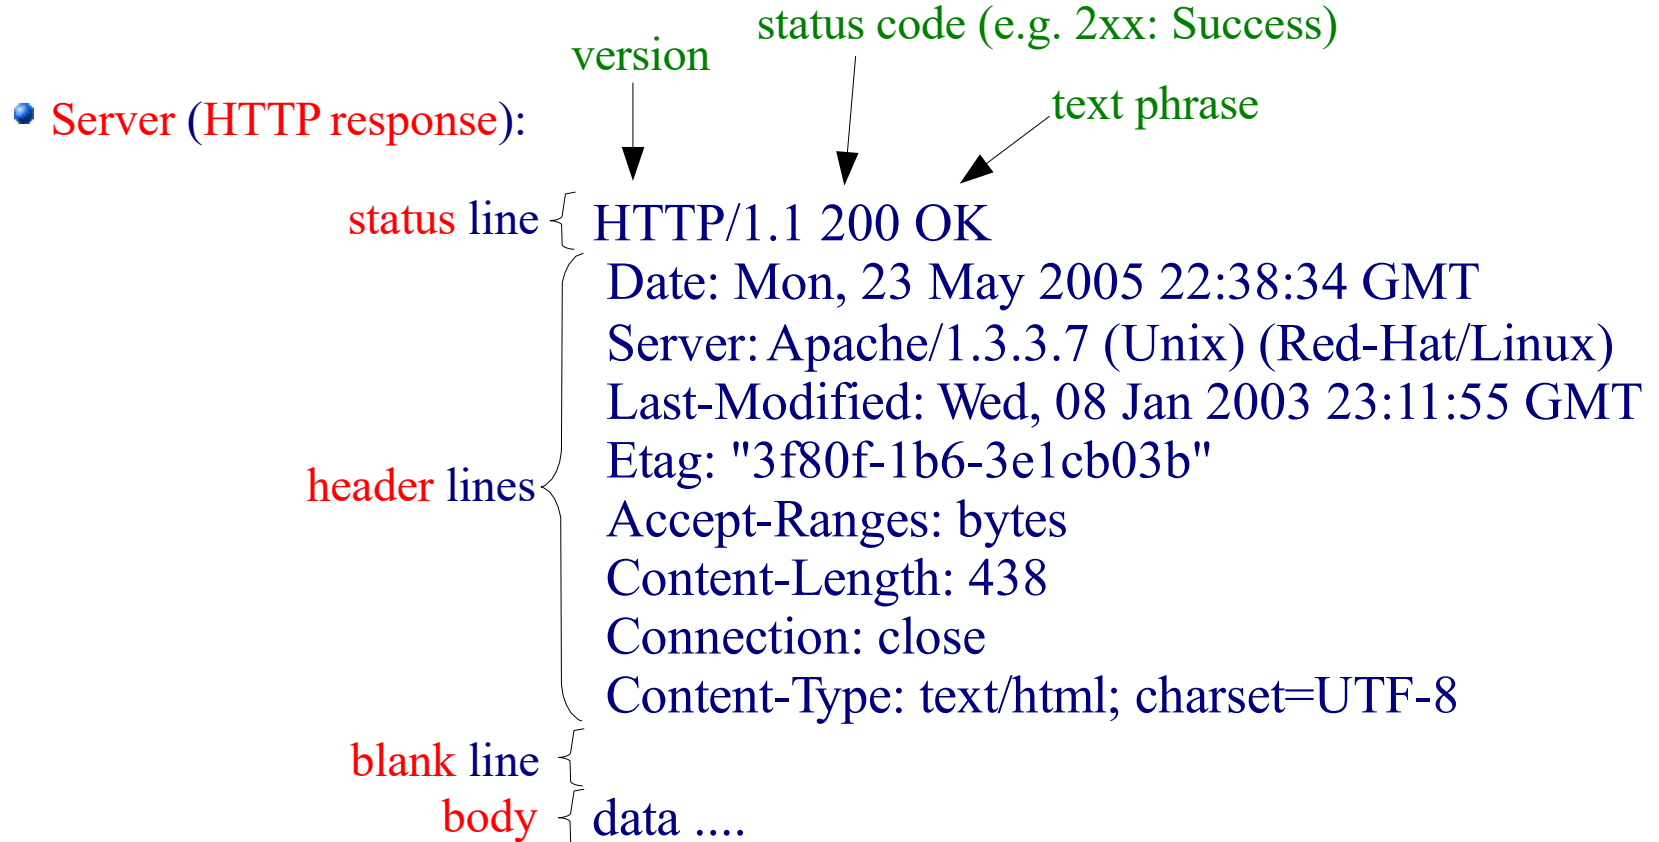 status code (e.g. 2xx: Success)
version
text phrase
Server (HTTP response):
status line
HTTP/1.1 200 OK
Date: Mon, 23 May 2005 22:38:34 GMT
Server: Apache/1.3.3.7 (Unix) (Red-Hat/Linux)
Last-Modified: Wed, 08 Jan 2003 23:11:55 GMT
Etag: "3f80f-1b6-3e1cb03b"
header lines
Accept-Ranges: bytes
Content-Length: 438
Connection: close
Content-Type: text/html; charset=UTF-8
blank line
body
data ....